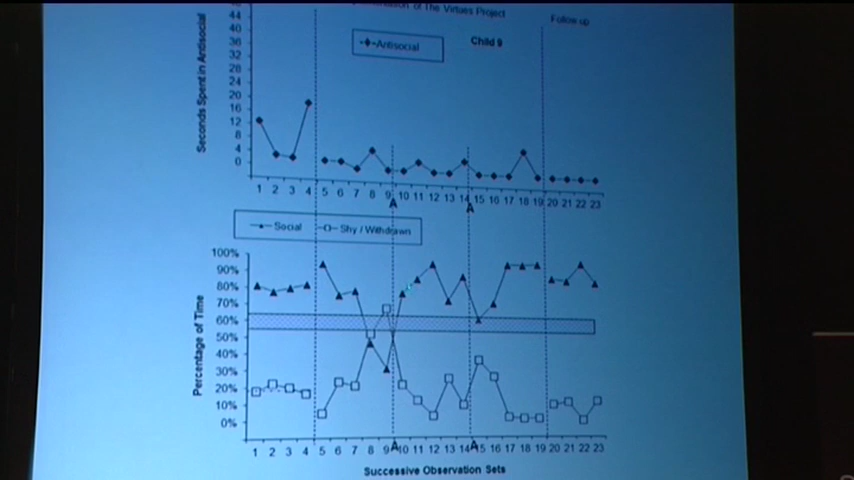 of The Virtues Project
Follow up
Antisocial
Child 9
Seconds Spent in Antisocial
44
40
36
32
28
24
20
16
12
8
4
0
1 2 3 4 5 6 7 8 9 10 11 12 13 14 15 16 17 18 19 20 21 22 23
A A
Social Shy / Withdrawn
Percentage of Time
100%
90%
80%
70%
60%
50%
40%
30%
20%
10%
0%
1 2 3 4 5 6 7 8 9 10 11 12 13 14 15 16 17 18 19 20 21 22 23
A A
Successive Observation Sets